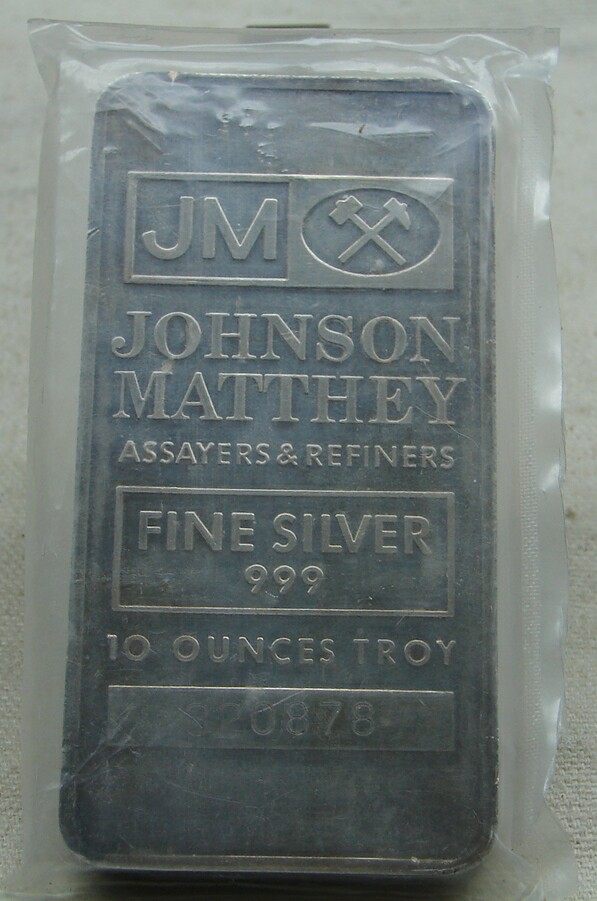 JM
JOHNSON
MATTHEY
ASSAYERS & REFINERS
FINE SILVER
999
10 OUNCES TROY